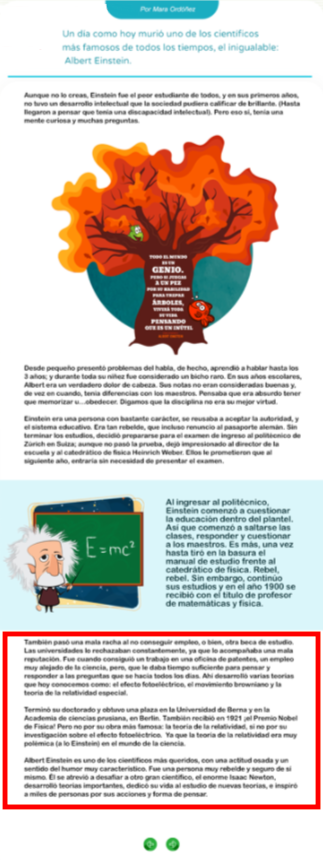 Por Mara Ordóñez
Un día como hoy murió uno de los científicos
más famosos de todos los tiempos, el inigualable:
Albert Einstein.
Aunque no lo creas, Einstein fue el peor estudiante de todos, y en sus primeros años,
no tuvo un desarrollo intelectual que la sociedad pudiera calificar de brillante. (Hasta
llegaron a pensar que tenía una discapacidad intelectual). Pero eso sí, tenía una
mente curiosa y muchas preguntas.
TODO EL MUNDO
ES UN
GENIO.
PERO SI JUZGAS
A UN PEZ
POR SU HABILIDAD
PARA TREPAR
ÁRBOLES,
VIVIRÁ TODA
SU VIDA
PENSANDO
QUE ES UN INÚTIL
Desde pequeño presentó problemas del habla, de hecho, aprendió a hablar hasta los
3 años; y durante toda su niñez fue considerado un bicho raro. En sus años escolares,
Albert era un verdadero dolor de cabeza. Sus notas no eran consideradas buenas y,
de vez en cuando, tenía diferencias con los maestros. Pensaba que era absurdo tener
que memorizar u...obedecer. Digamos que la disciplina no era su mejor virtud.
Einstein era una persona con bastante carácter, se reusaba a aceptar la autoridad, y
el sistema educativo. Era tan rebelde, que incluso renuncio al pasaporte alemán. Sin
terminar los estudios, decidió prepararse para el examen de ingreso al politécnico de
Zúrich en Suiza; aunque no pasó la prueba, dejó impresionado al director de la
escuela y al catedrático de física Heinrich Weber. Ellos le prometieron que al
siguiente año, entraría sin necesidad de presentar el examen.
Al ingresar al politécnico,
Einstein comenzó a cuestionar
la educación dentro del plantel.
Así que comenzó a saltarse las
clases, responder y cuestionar
a los maestros. Es más, una vez
hasta tiró en la basura el
manual de estudio frente al
catedrático de física. Rebel,
rebel. Sin embargo, continúo
sus estudios y en el año 1900 se
recibió con el título de profesor
de matemáticas y física.
E=mc²
También pasó una mala racha al no conseguir empleo, o bien, otra beca de estudio.
Las universidades lo rechazaban constantemente, ya que lo acompañaba una mala
reputación. Fue cuando consiguió un trabajo en una oficina de patentes, un empleo
muy alejado de la ciencia, pero, que le daba tiempo suficiente para pensar y
responder a las preguntas que se hacía todos los días. Ahí desarrolló varias teorías
que hoy conocemos como: el efecto fotoeléctrico, el movimiento browniano y la
teoría de la relatividad especial.
Terminó su doctorado y obtuvo una plaza en la Universidad de Berna y en la
Academia de ciencias prusiana, en Berlín. También recibió en 1921 ¡el Premio Nobel
de Física! Pero no por su obra más famosa: la teoría de la relatividad, si no por su
investigación sobre el efecto fotoeléctrico. Ya que la teoría de la relatividad era muy
polémica (a lo Einstein) en el mundo de la ciencia.
Albert Einstein es uno de los científicos más queridos, con una actitud osada y un
sentido del humor muy característico. Fue una persona muy rebelde y seguro de sí
mismo. Él se atrevió a desafiar a otro gran científico, el enorme Isaac Newton,
desarrolló teorías importantes, dedicó su vida al estudio de nuevas teorías, e inspiró
a miles de personas por sus acciones y forma de pensar.